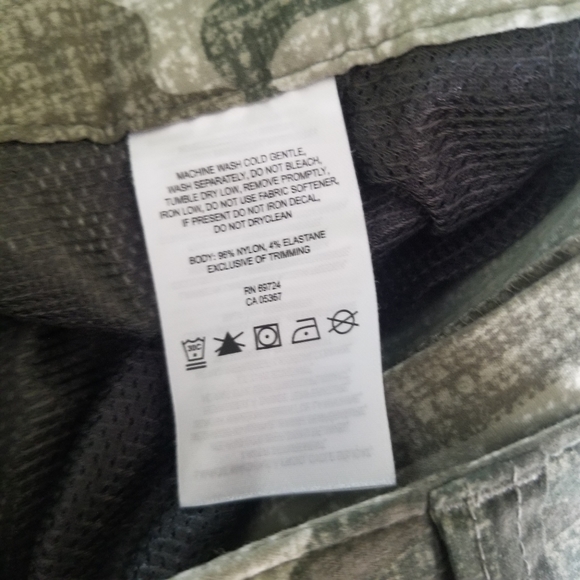 MACHINE WASH COLD GENTLE,
WASH SEPARATELY, DO NOT BLEACH,
TUMBLE DRY LOW, REMOVE PROMPTLY,
IRON LOW, DO NOT USE FABRIC SOFTENER,
IF PRESENT DO NOT IRON DECAL,
DO NOT DRYCLEAN
BODY: 96% NYLON, 4% ELASTANE
EXCLUSIVE OF TRIMMING
RN 69724
CA 05367
30C